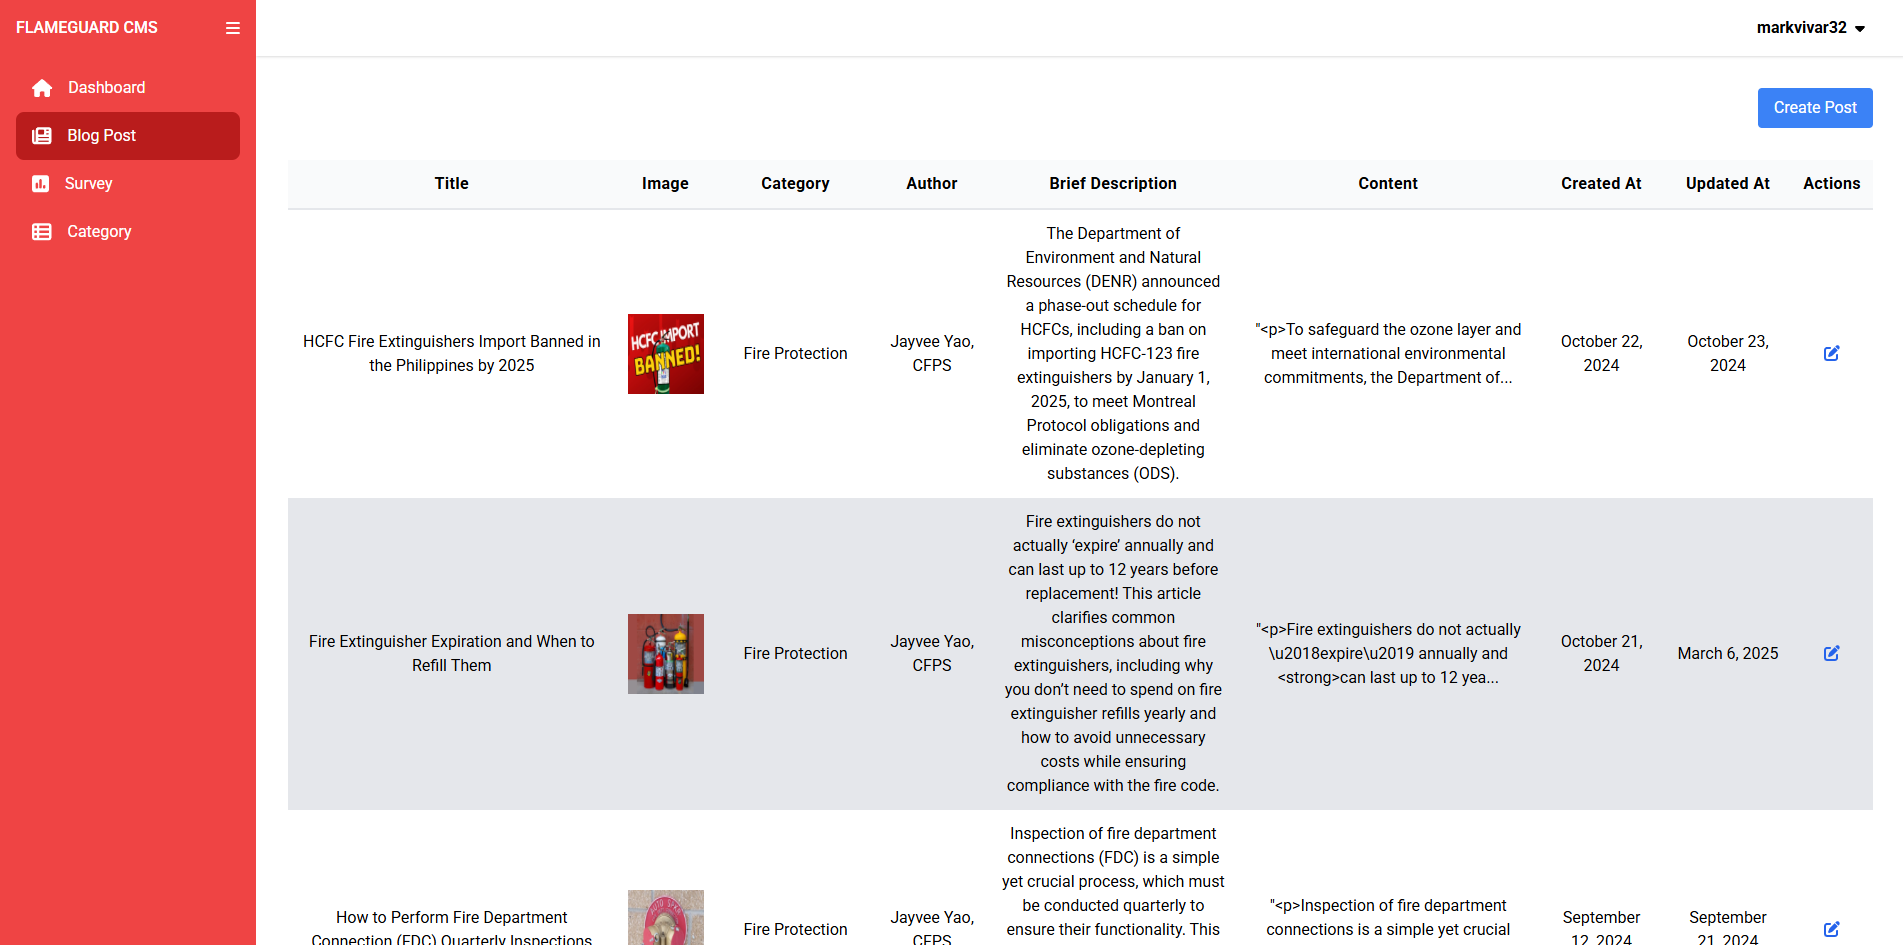 FLAMEGUARD CMS
markvivar32
Dashboard
Blog Post
Survey
Category
Create Post
Title Image Category Author Brief Description Content Created At Updated At Actions
HCFC Fire Extinguishers Import Banned in
the Philippines by 2025
HCFC IMPORT
BANNED!
Fire Protection
Jayvee Yao,
CFPS
The Department of
Environment and Natural
Resources (DENR) announced
a phase-out schedule for
HCFCs, including a ban on
importing HCFC-123 fire
extinguishers by January 1,
2025, to meet Montreal
Protocol obligations and
eliminate ozone-depleting
substances (ODS).
"<p>To safeguard the ozone layer and
meet international environmental
commitments, the Department of...
October 22,
2024
October 23,
2024
Fire Extinguisher Expiration and When to
Refill Them
Fire Protection
Jayvee Yao,
CFPS
Fire extinguishers do not
actually ‘expire’ annually and
can last up to 12 years before
replacement! This article
clarifies common
misconceptions about fire
extinguishers, including why
you don’t need to spend on fire
extinguisher refills yearly and
how to avoid unnecessary
costs while ensuring
compliance with the fire code.
"<p>Fire extinguishers do not actually
\u2018expire\u2019 annually and
<strong>can last up to 12 yea...
October 21,
2024
March 6, 2025
How to Perform Fire Department
Connection (FDC) Quarterly Inspections
AUTO SPKR
Fire Protection
Jayvee Yao,
CFPS
Inspection of fire department
connections (FDC) is a simple
yet crucial process, which must
be conducted quarterly to
ensure their functionality. This
"<p>Inspection of fire department
connections is a simple yet crucial
September
12, 2024
September
21, 2024